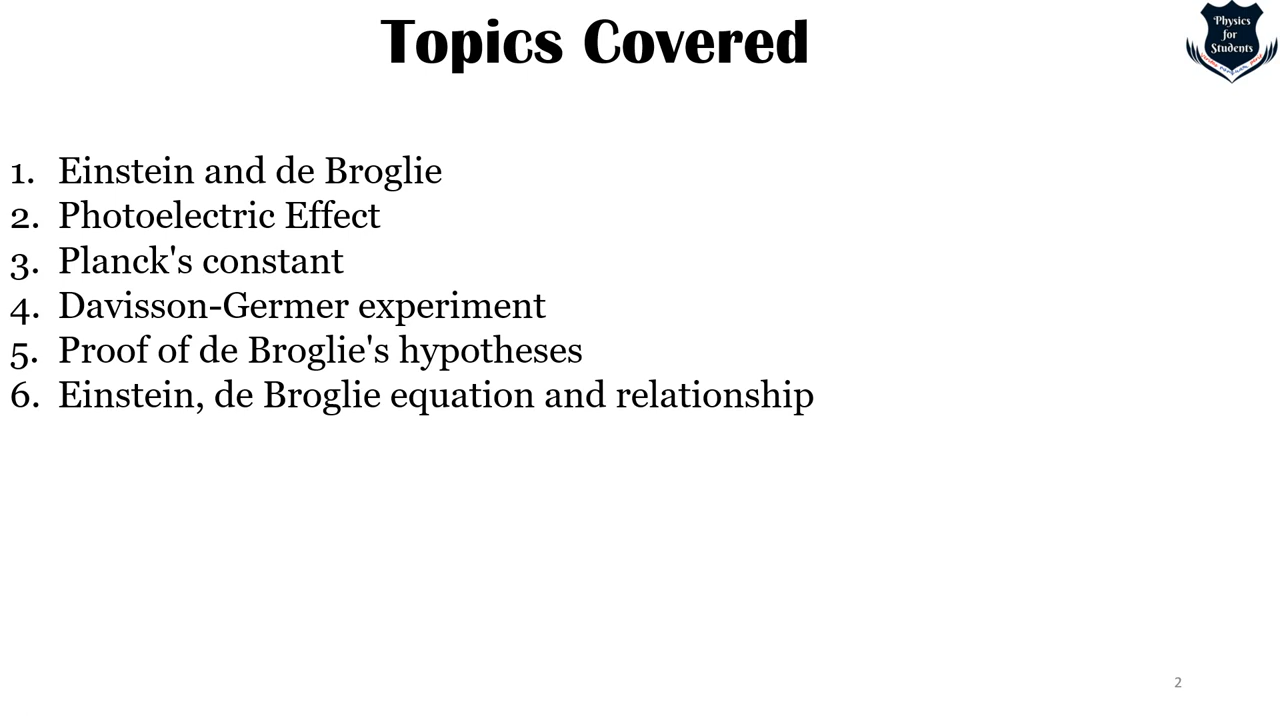 Topics Covered
Physics
for
Students
1. Einstein and de Broglie
2. Photoelectric Effect
3. Planck's constant
4. Davisson-Germer experiment
5. Proof of de Broglie's hypotheses
6. Einstein, de Broglie equation and relationship
2